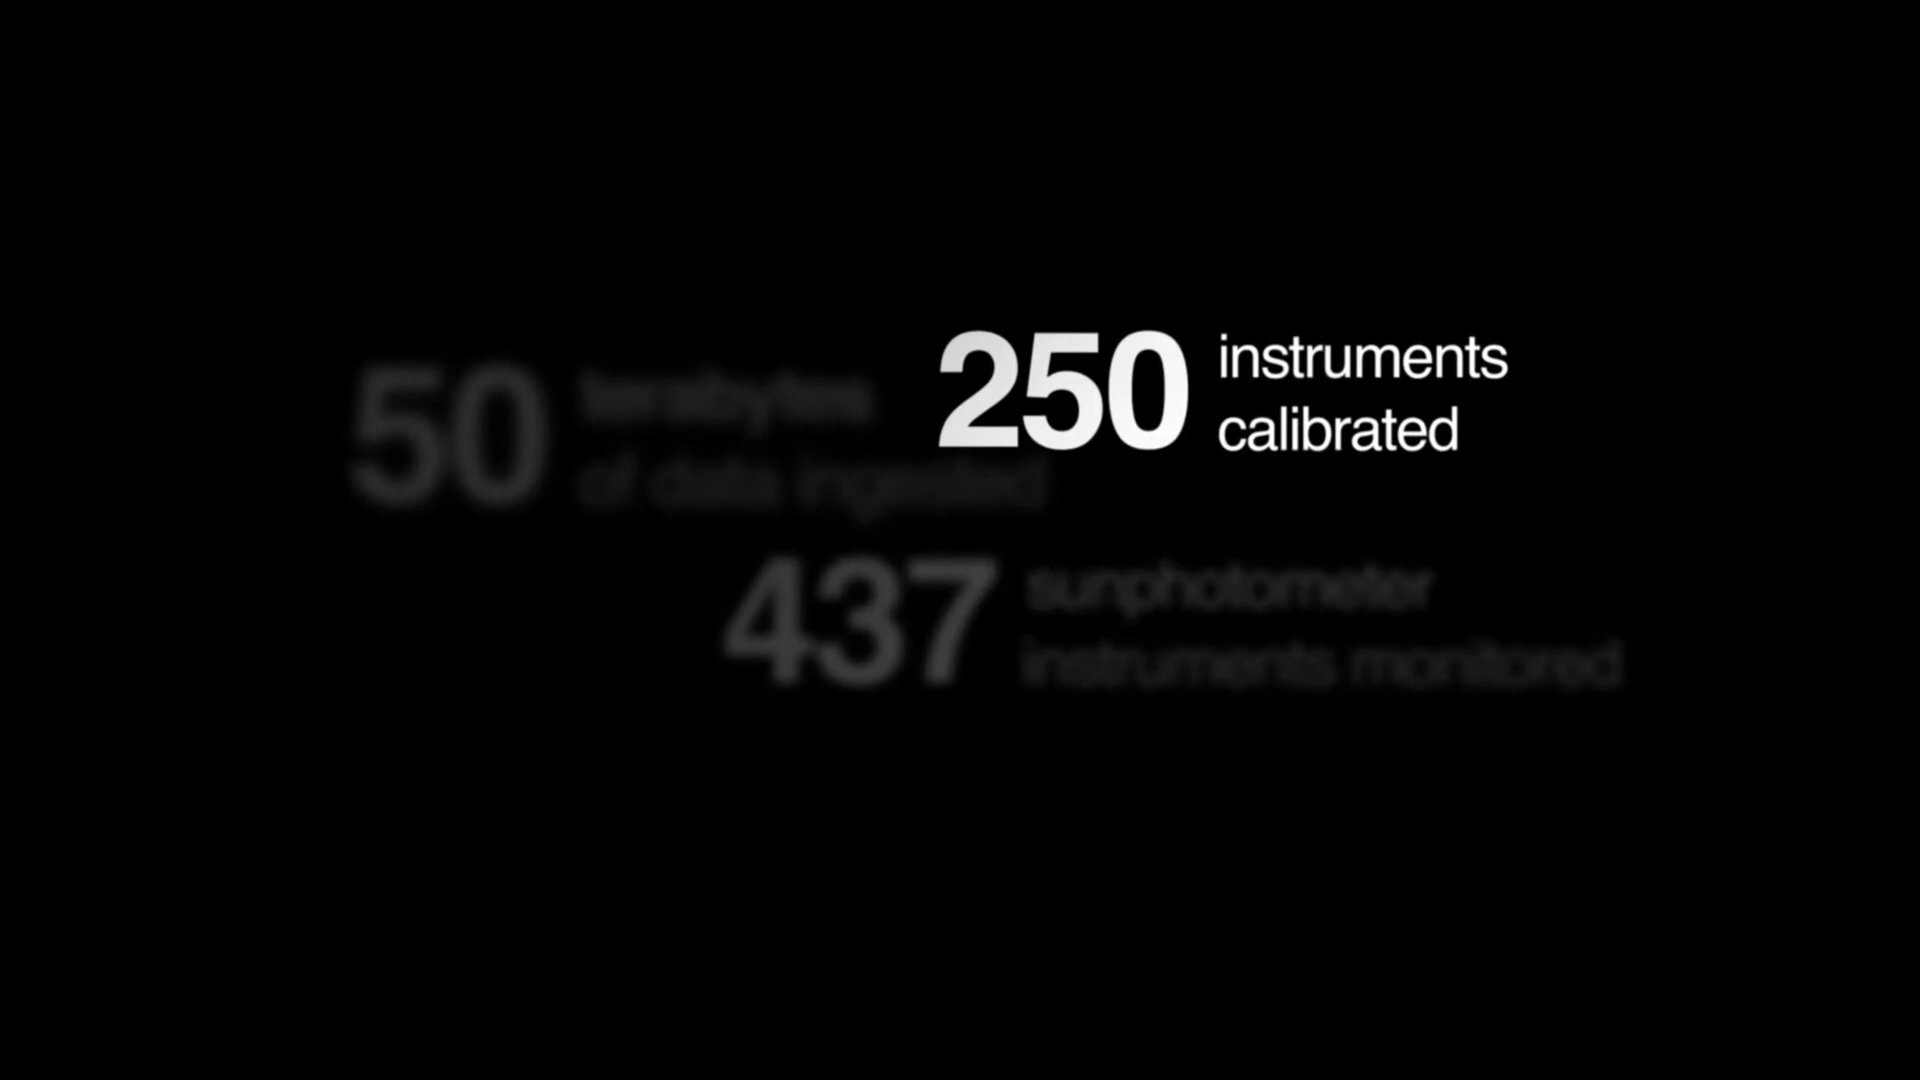 250 instruments
calibrated
50 terabytes
of data ingested
437 sunphotometer
instruments monitored